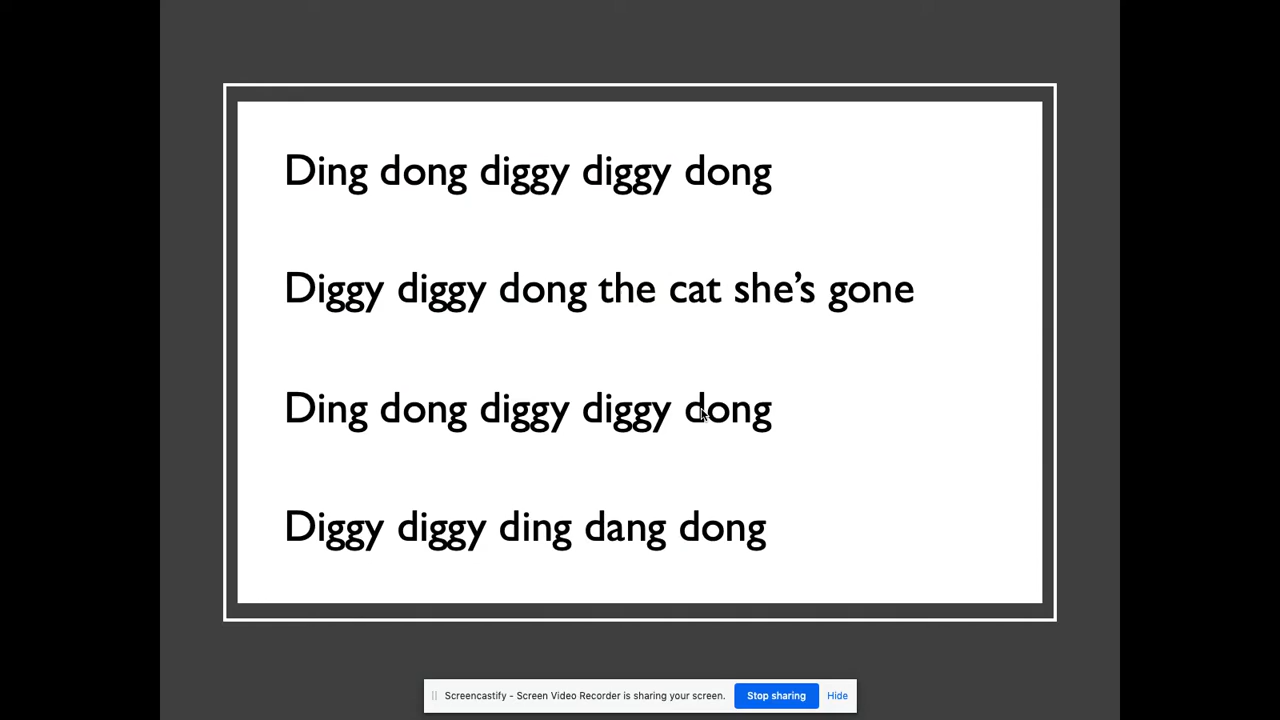 Ding dong diggy diggy dong
Diggy diggy dong the cat she’s gone
Ding dong diggy diggy dong
Diggy diggy ding dang dong
Screencastify - Screen Video Recorder is sharing your screen. Stop sharing Hide